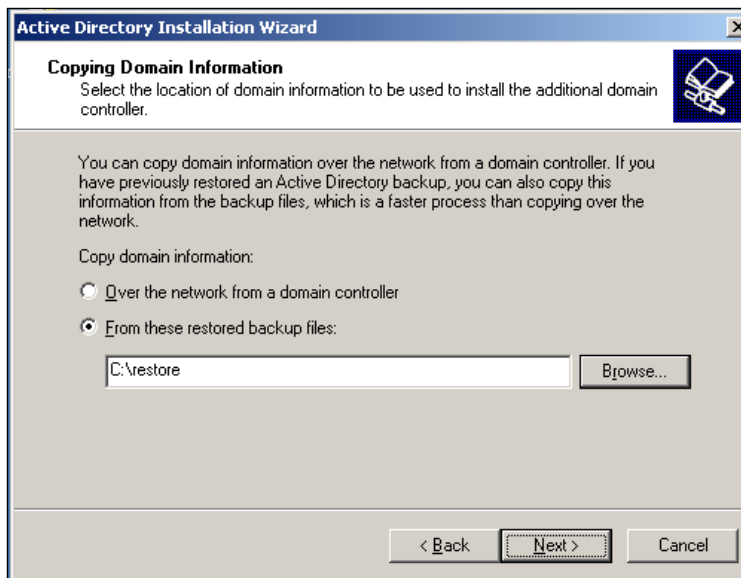 Active Directory Installation Wizard
Copying Domain Information
Select the location of domain information to be used to install the additional domain
controller.
You can copy domain information over the network from a domain controller. If you
have previously restored an Active Directory backup, you can also copy this
information from the backup files, which is a faster process than copying over the
network.
Copy domain information:
Over the network from a domain controller
From these restored backup files:
C:\restore
Browse...
< Back
Next >
Cancel